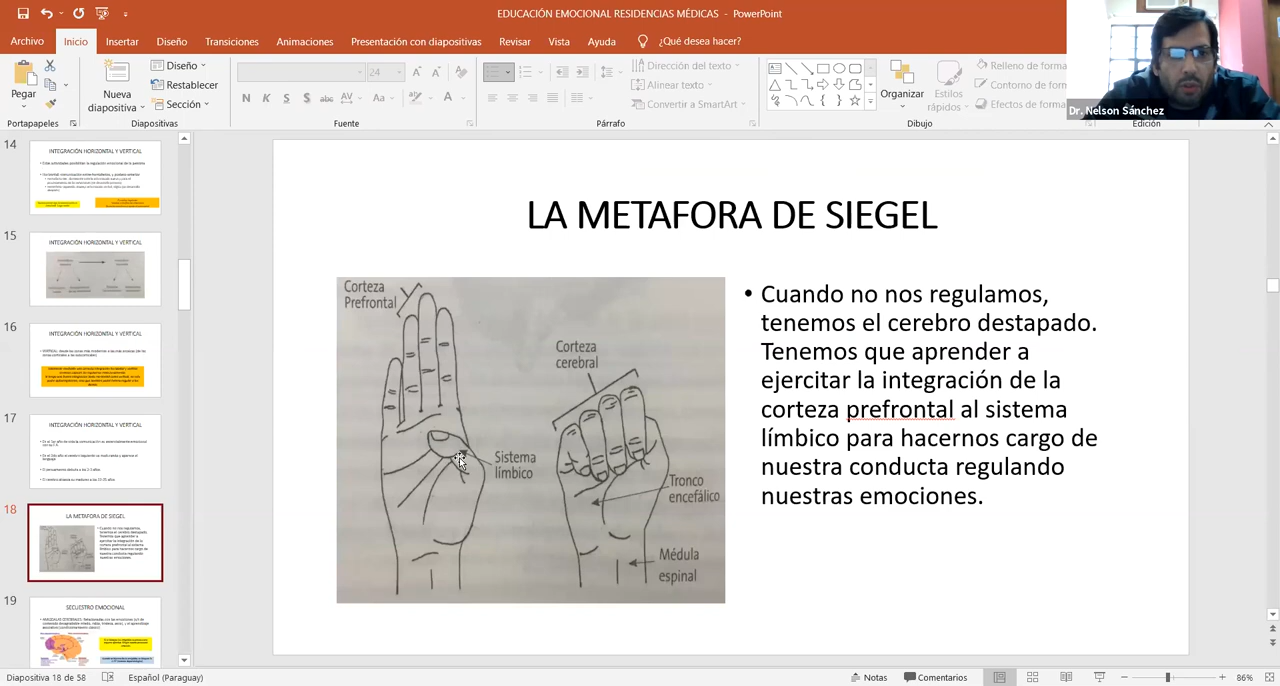 EDUCACIÓN EMOCIONAL RESIDENCIAS MÉDICAS - PowerPoint
Archivo Inicio Insertar Diseño Transiciones Animaciones Presentación con diapositivas Revisar Vista Ayuda ¿Qué desea hacer?
Pegar
Nueva
diapositiva
Diseño
Restablecer
Sección
24
N K S S abc AV Aa A
Dirección del texto
Alinear texto
Convertir a SmartArt
Organizar
Estilos
rápidos
Relleno de forma
Contorno de form
Efectos de forma
Dr. Nelson Sánchez
Portapapeles Diapositivas Fuente Párrafo Dibujo Edición
14
INTEGRACIÓN HORIZONTAL Y VERTICAL
15
INTEGRACIÓN HORIZONTAL Y VERTICAL
16
INTEGRACIÓN HORIZONTAL Y VERTICAL
17
INTEGRACIÓN HORIZONTAL Y VERTICAL
18
LA METAFORA DE SIEGEL
19
SECUESTRO EMOCIONAL
LA METAFORA DE SIEGEL
Corteza
Prefrontal
Corteza
cerebral
Sistema
límbico
Tronco
encefálico
Médula
espinal
• Cuando no nos regulamos,
tenemos el cerebro destapado.
Tenemos que aprender a
ejercitar la integración de la
corteza prefrontal al sistema
límbico para hacernos cargo de
nuestra conducta regulando
nuestras emociones.
Diapositiva 18 de 58 Español (Paraguay) Notas Comentarios 86%